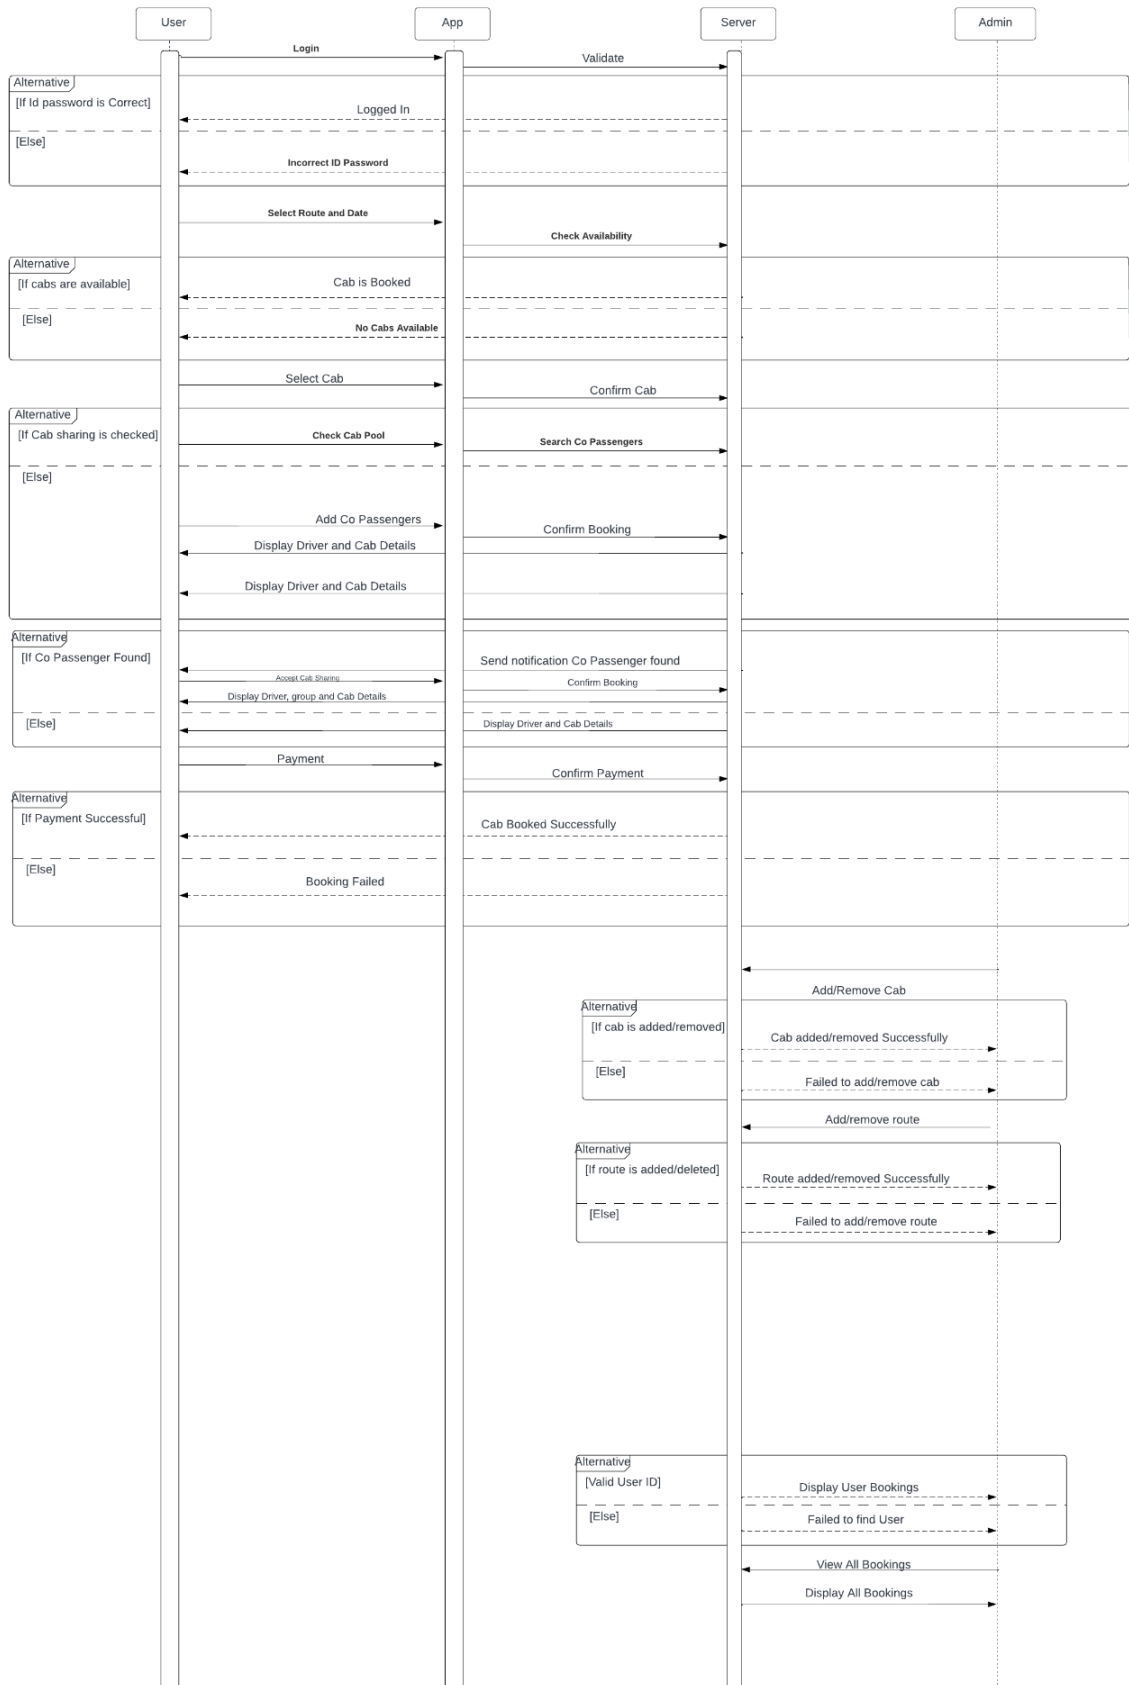 User
App
Server
Admin
Login
Validate
Alternative
[If Id password is Correct]
Logged In
[Else]
Incorrect ID Password
Select Route and Date
Check Availability
Alternative
[If cabs are available]
Cab is Booked
[Else]
No Cabs Available
Select Cab
Confirm Cab
Alternative
[If Cab sharing is checked]
Check Cab Pool
Search Co Passengers
[Else]
Add Co Passengers
Confirm Booking
Display Driver and Cab Details
Display Driver and Cab Details
Alternative
[If Co Passenger Found]
Send notification Co Passenger found
Accept Cab Sharing
Confirm Booking
Display Driver, group and Cab Details
[Else]
Display Driver and Cab Details
Payment
Confirm Payment
Alternative
[If Payment Successful]
Cab Booked Successfully
[Else]
Booking Failed
Add/Remove Cab
Alternative
[If cab is added/removed]
Cab added/removed Successfully
[Else]
Failed to add/remove cab
Add/remove route
Alternative
[If route is added/deleted]
Route added/removed Successfully
[Else]
Failed to add/remove route
Alternative
[Valid User ID]
Display User Bookings
[Else]
Failed to find User
View All Bookings
Display All Bookings